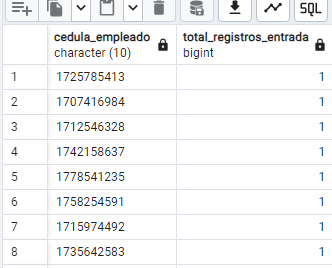 SQL
cedula_empleado total_registros_entrada
character (10) bigint
1 1725785413 1
2 1707416984 1
3 1712546328 1
4 1742158637 1
5 1778541235 1
6 1758254591 1
7 1715974492 1
8 1735642583 1